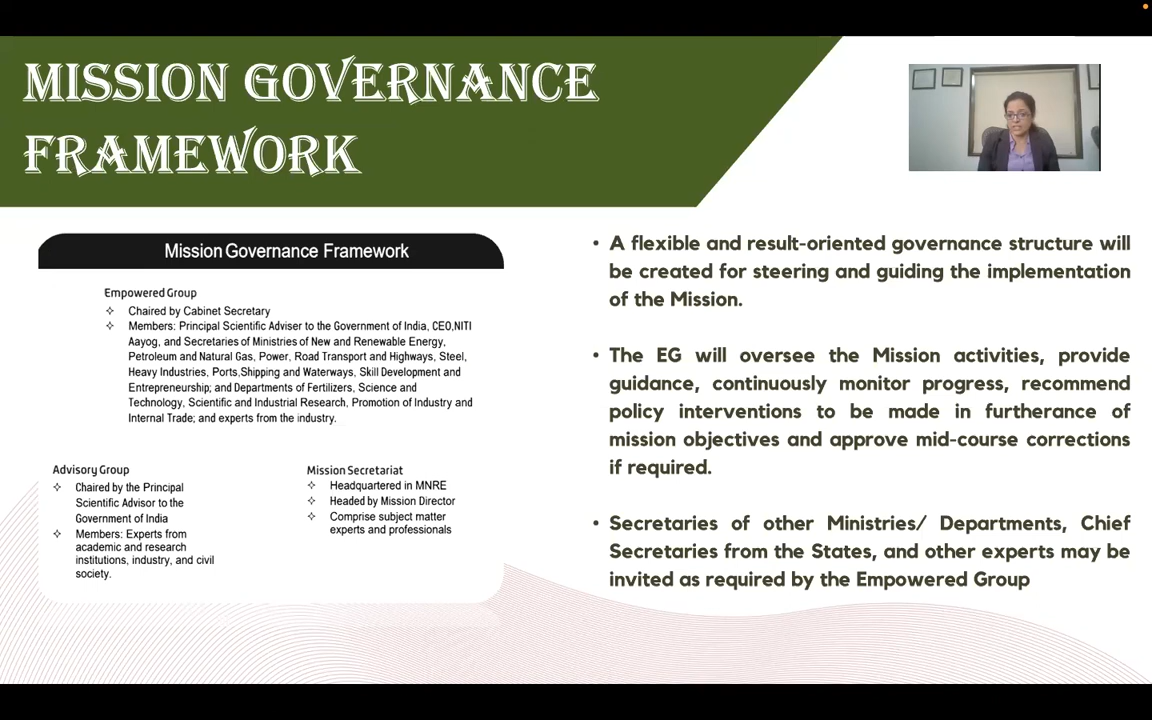 MISSION GOVERNANCE
FRAMEWORK
Mission Governance Framework
Empowered Group
Chaired by Cabinet Secretary
Members: Principal Scientific Adviser to the Government of India, CEO,NITI
Aayog, and Secretaries of Ministries of New and Renewable Energy,
Petroleum and Natural Gas, Power, Road Transport and Highways, Steel,
Heavy Industries, Ports,Shipping and Waterways, Skill Development and
Entrepreneurship; and Departments of Fertilizers, Science and
Technology, Scientific and Industrial Research, Promotion of Industry and
Internal Trade; and experts from the industry.
Advisory Group
Chaired by the Principal
Scientific Advisor to the
Government of India
Members: Experts from
academic and research
institutions, industry, and civil
society.
Mission Secretariat
Headquartered in MNRE
Headed by Mission Director
Comprise subject matter
experts and professionals
• A flexible and result-oriented governance structure will
be created for steering and guiding the implementation
of the Mission.
• The EG will oversee the Mission activities, provide
guidance, continuously monitor progress, recommend
policy interventions to be made in furtherance of
mission objectives and approve mid-course corrections
if required.
• Secretaries of other Ministries/ Departments, Chief
Secretaries from the States, and other experts may be
invited as required by the Empowered Group